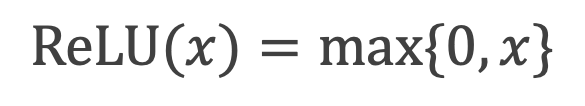 ReLU(x) = max{0, x}